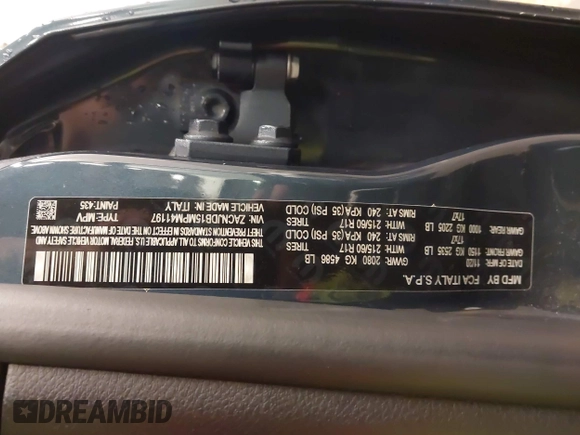 MFD BY FCA ITALY S.P.A.
DATE OF MFR: 11/20 GVWR: 2080 KG 4586 LB
GAWR FRONT: 1150 KG 2535 LB WITH: 215/60 R17
17x7 RIMS AT: 240 KPA(35 PSI) COLD
GAWR REAR: 1000 KG 2205 LB WITH: 215/60 R17
17x7 RIMS AT: 240 KPA(35 PSI) COLD
THE VEHICLE CONFORMS TO ALL APPLICABLE FEDERAL MOTOR VEHICLE SAFETY
AND THEFT PREVENTION STANDARDS IN EFFECT ON THE DATE OF MANUFACTURE SHOWN ABOVE.
VIN: ZACNJDB15MPM11197 TYPE: MPV
VEHICLE MADE IN: ITALY PAINT: 435
DREAMBID